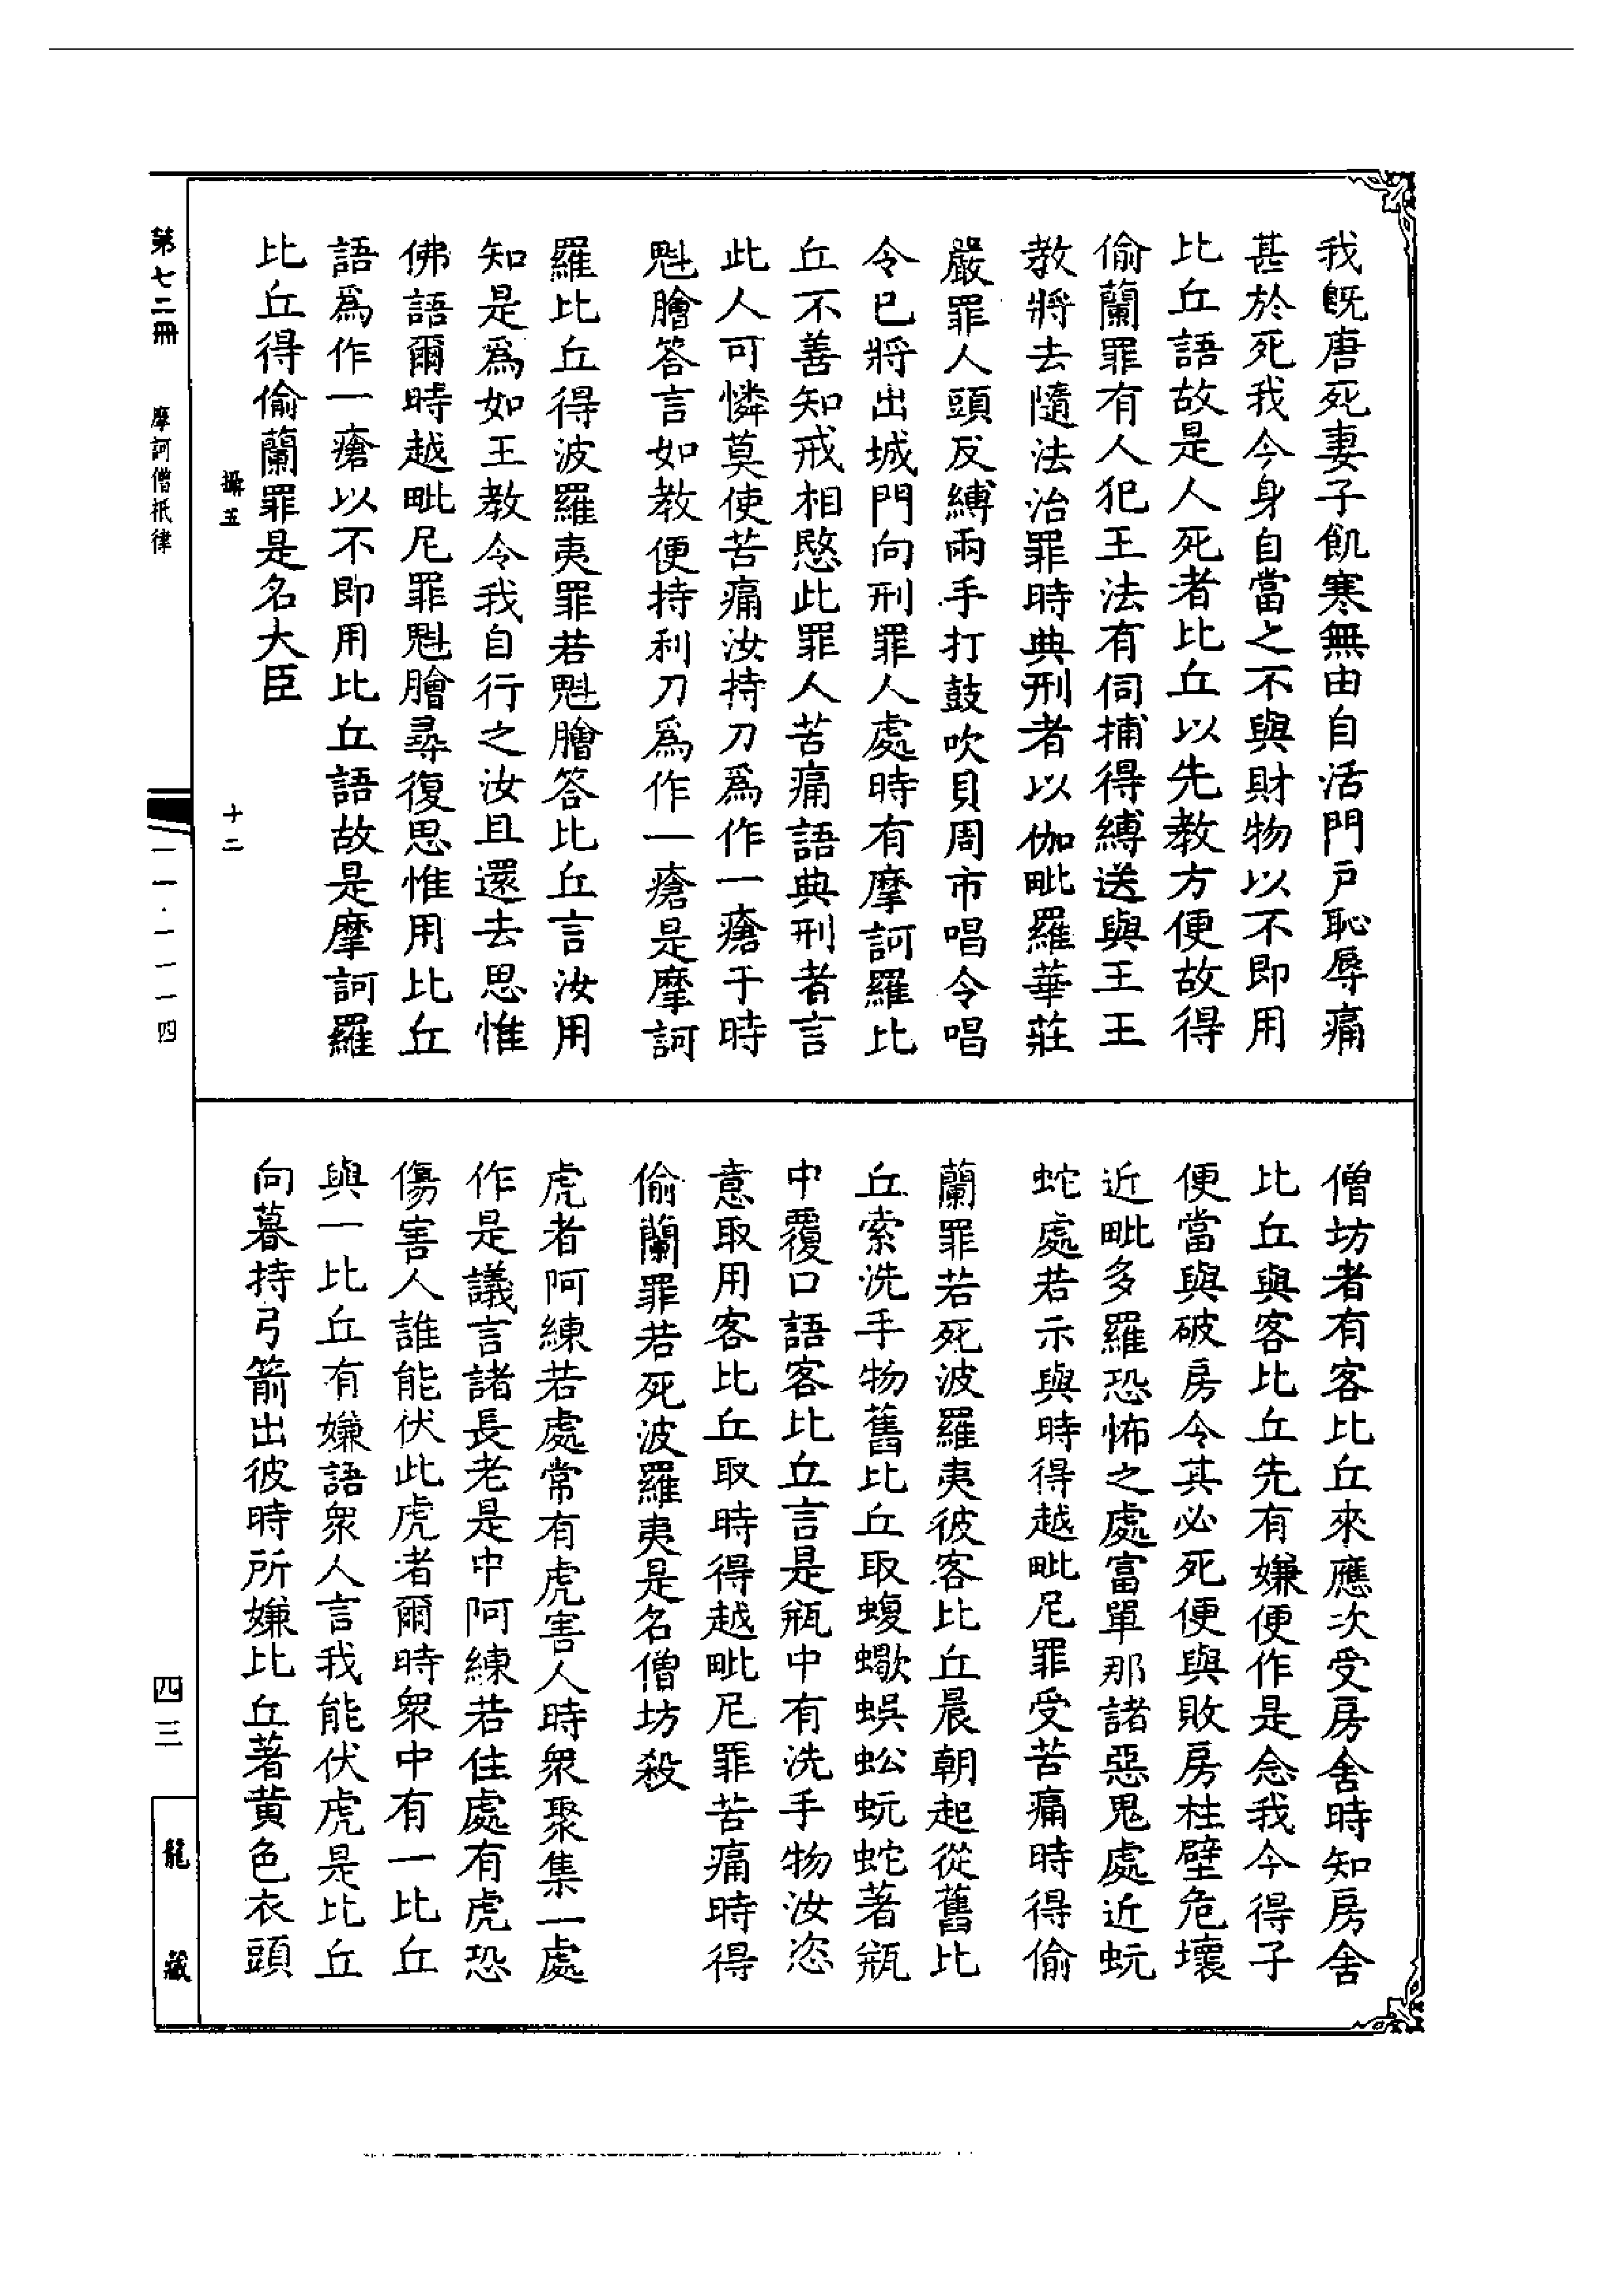 我旣唐死妻子飢寒無由自活門戶恥辱痛
甚於死我今身自當之不與財物以不即用
比丘語故是人死者比丘以先教方便故得
偷蘭罪有人犯王法有伺捕得縛送與王王
教將去隨法治罪時典刑者以伽毗羅華莊
嚴罪人頭反縛兩手打鼓吹貝周帀唱令唱
令已將出城門向刑罪人處時有摩訶羅比
丘不善知戒相愍此罪人苦痛語典刑者言
此人可憐莫使苦痛汝持刀爲作一瘡于時
魁膾答言如教便持利刀爲作一瘡是摩訶
羅比丘得波羅夷罪若魁膾答比丘言汝用
知是爲如王教令我自行之汝且還去思惟
佛語爾時越毗尼罪魁膾尋復思惟用比丘
語爲作一瘡以不即用比丘語故是摩訶羅
比丘得偷蘭罪是名大臣
僧坊者有客比丘來應次受房舍時知房舍
比丘與客比丘先有嫌便作是念我今得子
便當與破房令其必死便與敗房柱壁危壞
近毗多羅恐怖之處富單那諸惡鬼處近蚖
蛇處若示與時得越毗尼罪受苦痛時得偷
蘭罪若死波羅夷彼客比丘晨朝起從舊比
丘索洗手物舊比丘取蝮蠍蜈蚣蚖蛇著瓶
中覆口語客比丘言是瓶中有洗手物汝恣
意取用客比丘取時得越毗尼罪苦痛時得
偷蘭罪若死波羅夷是名僧坊殺
虎者阿練若處常有虎害人時衆聚集一處
作是議言諸長老是中阿練若住處有虎恐
傷害人誰能伏此虎者爾時衆中有一比丘
與一比丘有嫌語衆人言我能伏虎是比丘
向暮持弓箭出彼時所嫌比丘著黃色衣頭
攝五
十二
第七二冊
摩訶僧祇律
一一·一一一四
四三
龍藏